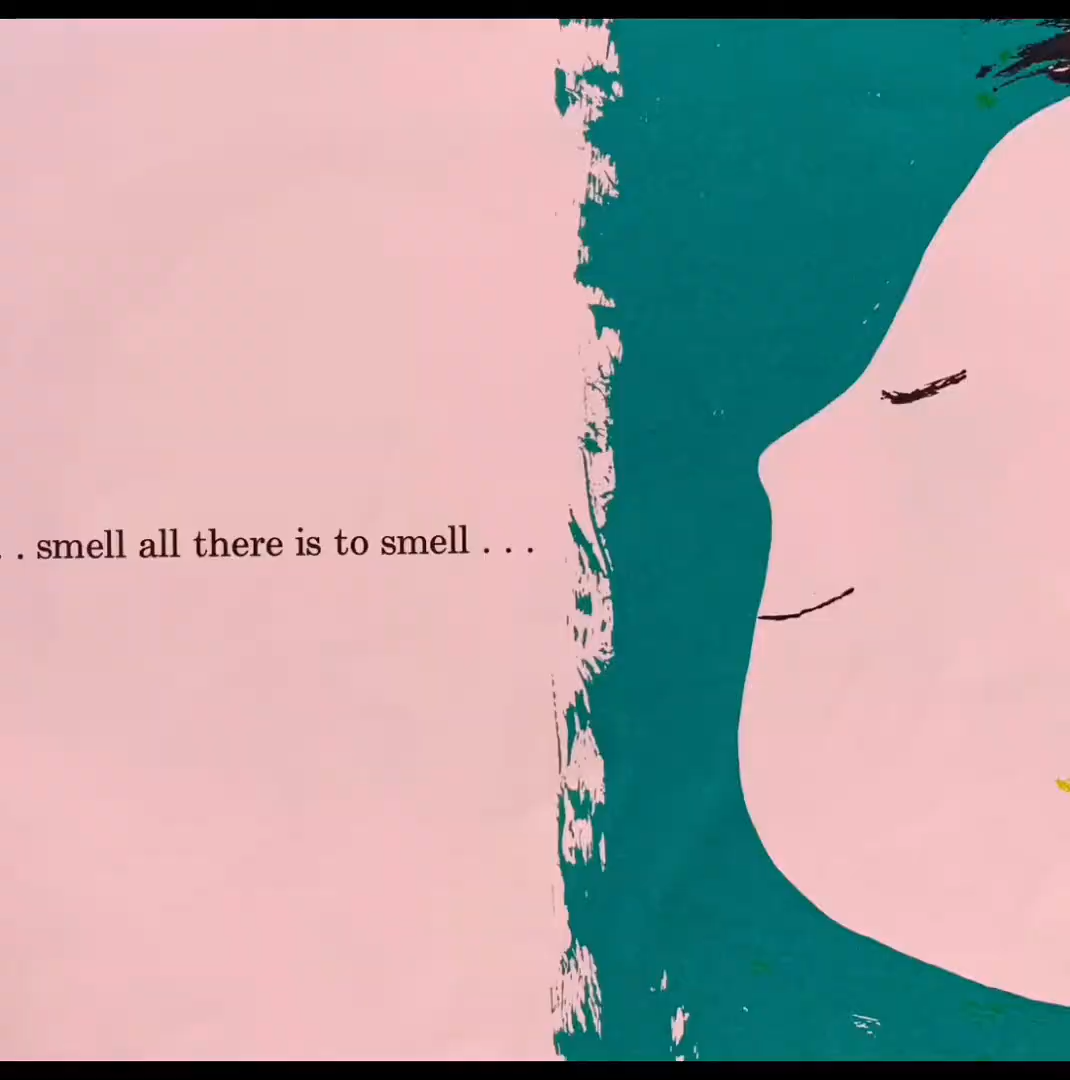 . . smell all there is to smell . . .